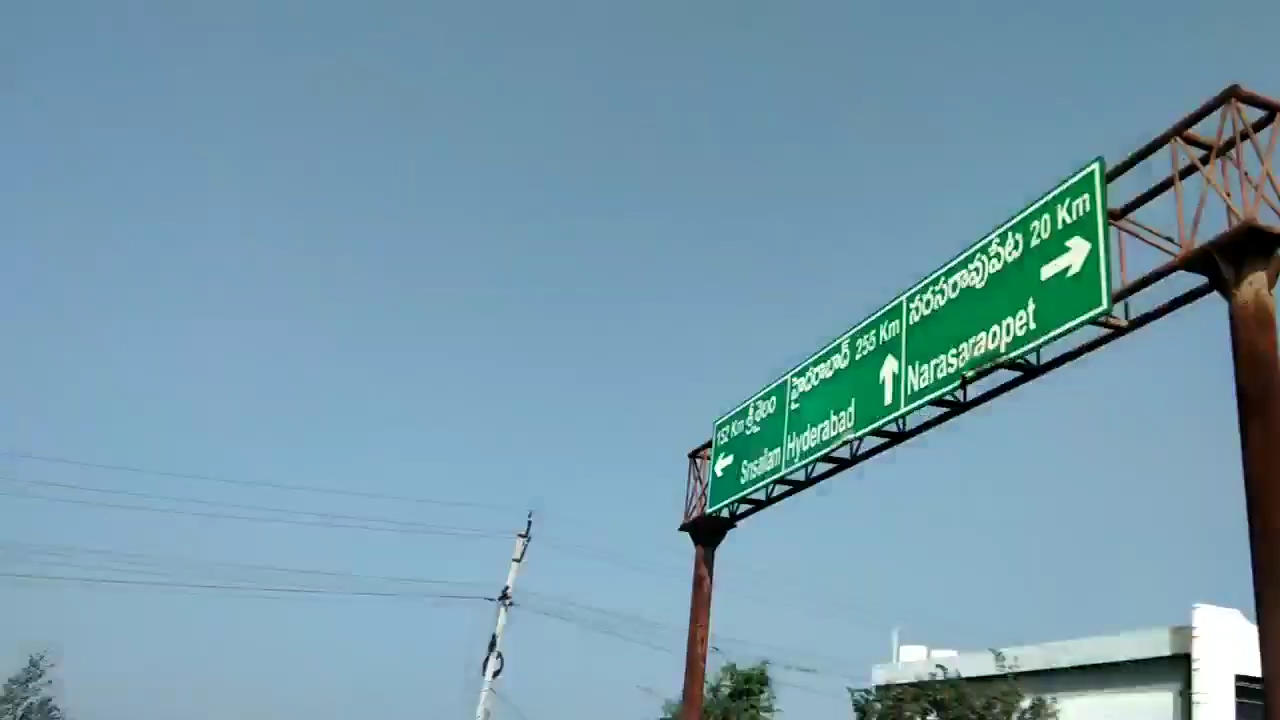 152 Km శ్రీశైలం
Srisailam
హైదరాబాద్ 255 Km
Hyderabad
నరసరావుపేట 20 Km
Narasaraopet